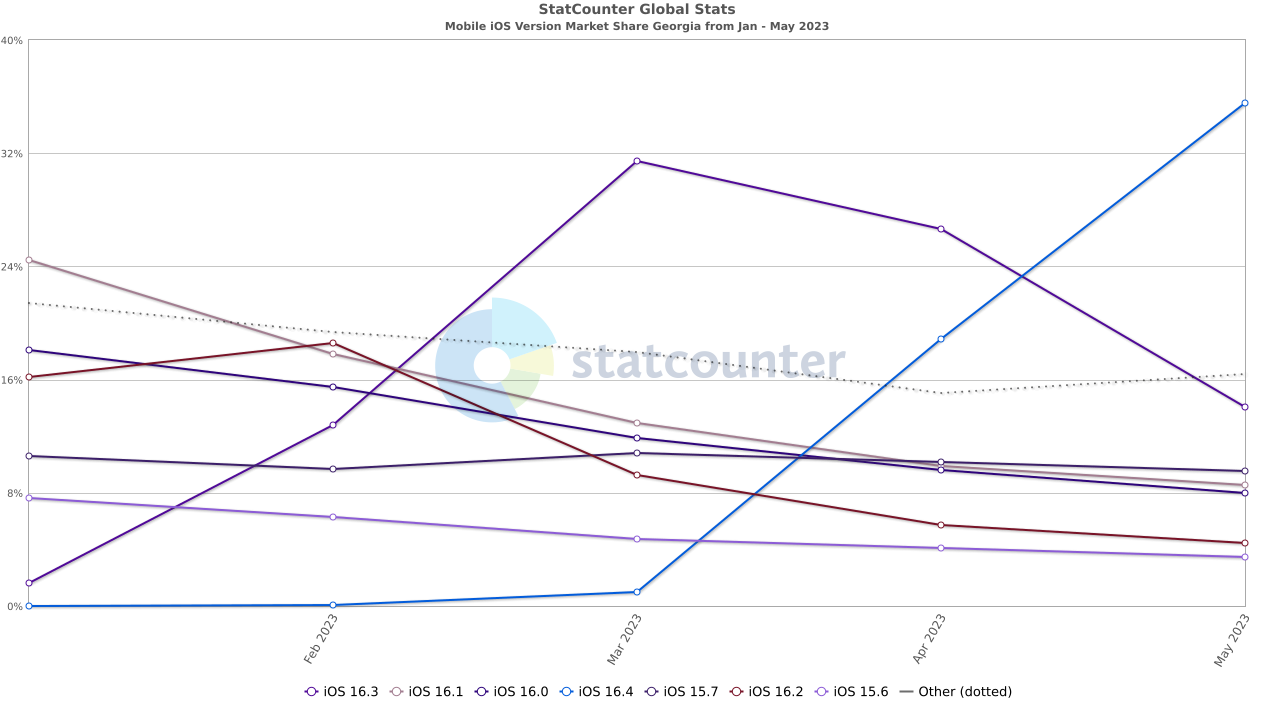 StatCounter Global Stats
Mobile iOS Version Market Share Georgia from Jan - May 2023
40%
32%
24%
16%
8%
0%
statcounter
Feb 2023
Mar 2023
Apr 2023
May 2023
iOS 16.3 iOS 16.1 iOS 16.0 iOS 16.4 iOS 15.7 iOS 16.2 iOS 15.6 Other (dotted)